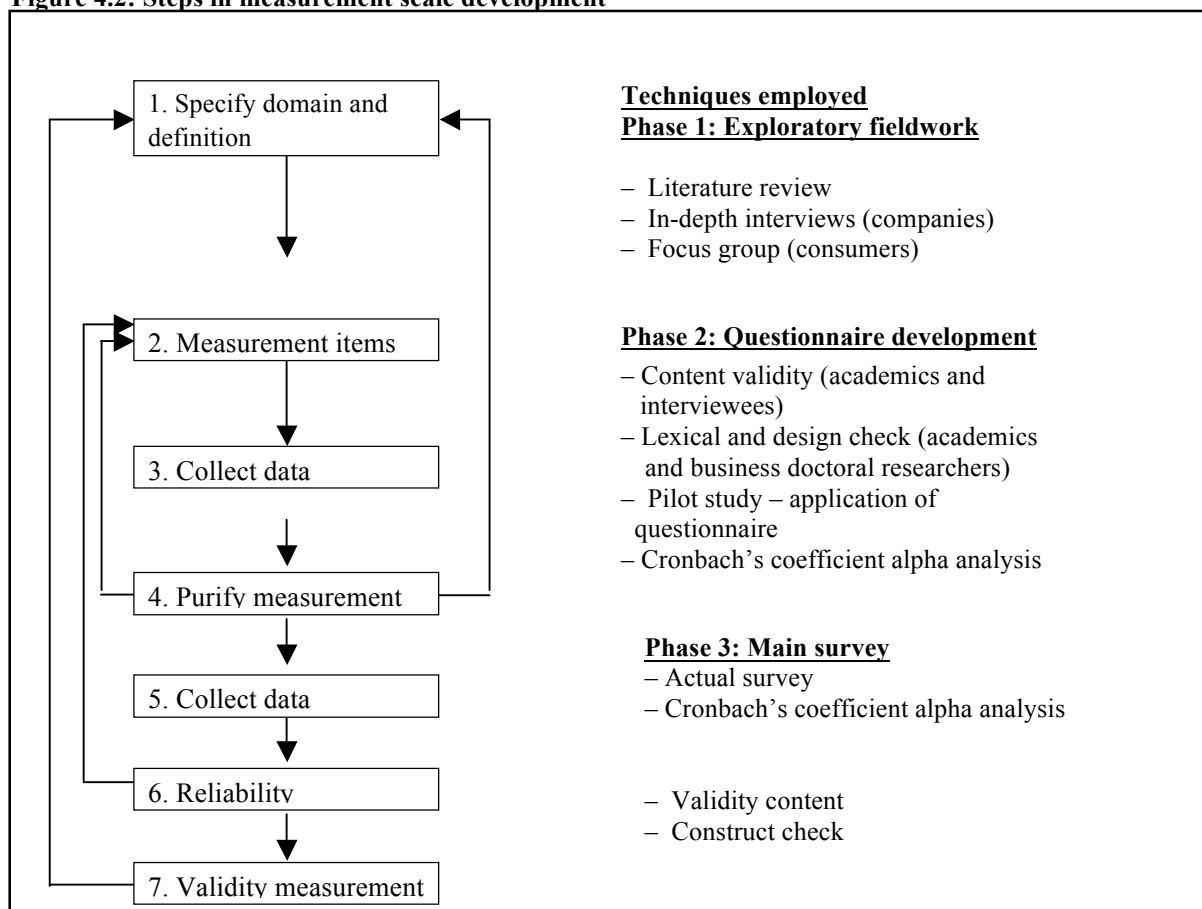 Figure 4.2: Steps in measurement scale development
1. Specify domain and
definition
2. Measurement items
3. Collect data
4. Purify measurement
5. Collect data
6. Reliability
7. Validity measurement
Techniques employed
Phase 1: Exploratory fieldwork
– Literature review
– In-depth interviews (companies)
– Focus group (consumers)
Phase 2: Questionnaire development
– Content validity (academics and
interviewees)
– Lexical and design check (academics
and business doctoral researchers)
– Pilot study – application of
questionnaire
– Cronbach’s coefficient alpha analysis
Phase 3: Main survey
– Actual survey
– Cronbach’s coefficient alpha analysis
– Validity content
– Construct check